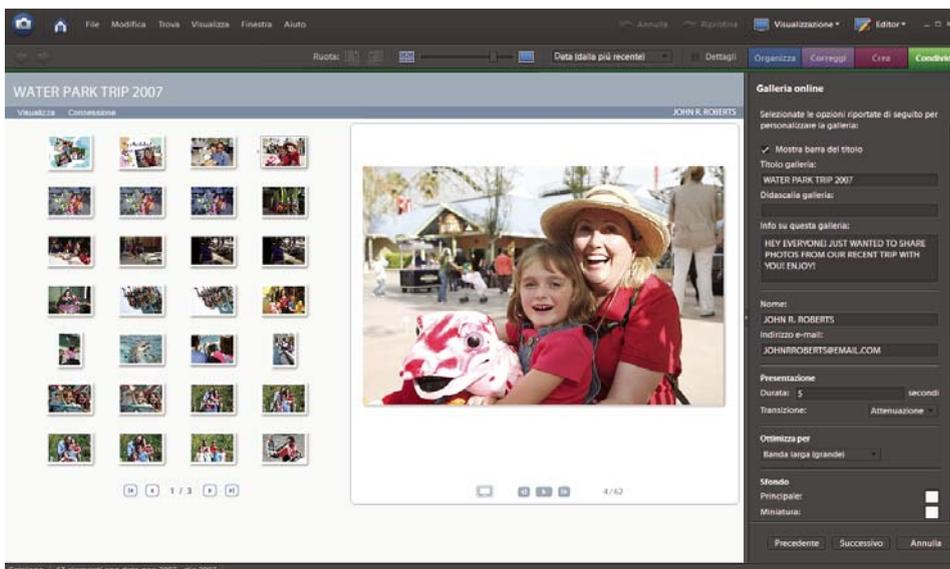 File Modifica Trova Visualizza Finestra Aiuto Annulla Ripristina Visualizzazione Editor
Ruota: Data (dalla più recente) Dettagli Organizza Correggi Crea Condivie
WATER PARK TRIP 2007
Visualizza Connessione JOHN R. ROBERTS
1 / 3
4/62
Galleria online
Selezionate le opzioni riportate di seguito per
personalizzare la galleria:
Mostra barra del titolo
Titolo galleria:
WATER PARK TRIP 2007
Didascalia galleria:
Info su questa galleria:
HEY EVERYONE! JUST WANTED TO SHARE
PHOTOS FROM OUR RECENT TRIP WITH
YOU! ENJOY!
Nome:
JOHN R. ROBERTS
Indirizzo e-mail:
JOHNRROBERTS@EMAIL.COM
Presentazione
Durata: 5 secondi
Transizione: Attenuazione
Ottimizza per
Banda larga (grande)
Sfondo
Principale:
Miniatura:
Precedente Successivo Annulla